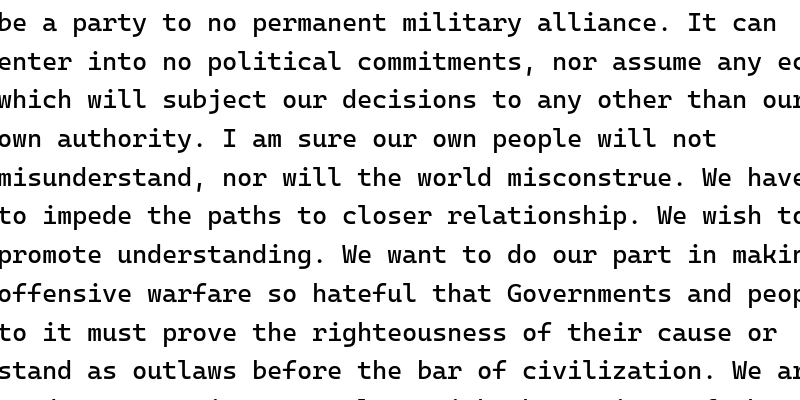 be a party to no permanent military alliance. It can
enter into no political commitments, nor assume any
which will subject our decisions to any other than our
own authority. I am sure our own people will not
misunderstand, nor will the world misconstrue. We have
to impede the paths to closer relationship. We wish to
promote understanding. We want to do our part in
offensive warfare so hateful that Governments and
to it must prove the righteousness of their cause or
stand as outlaws before the bar of civilization. We